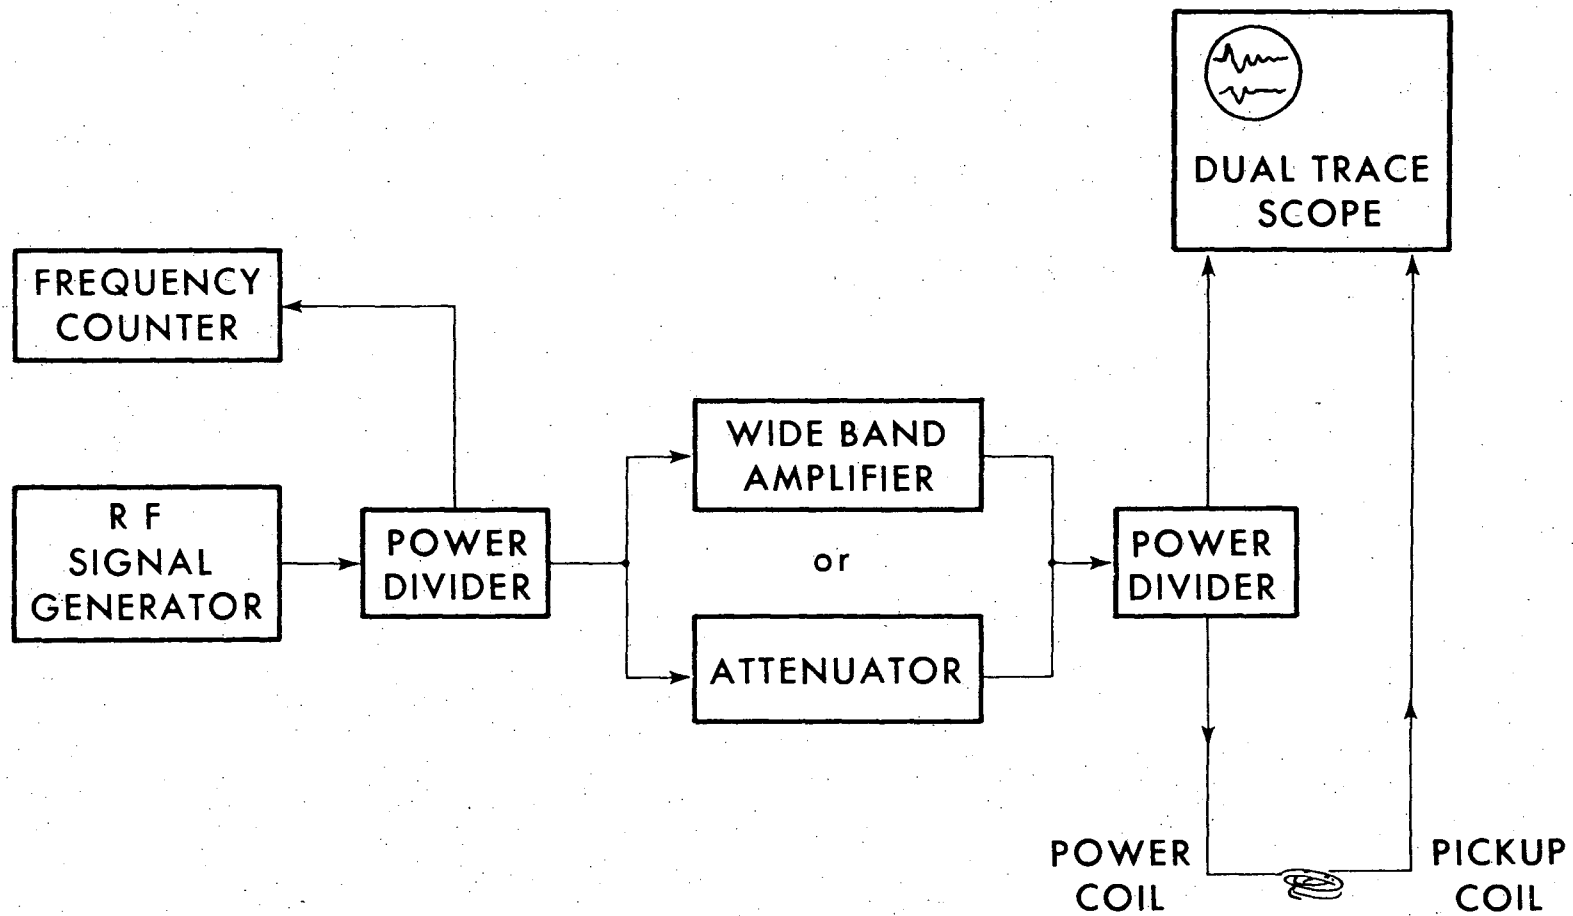 DUAL TRACE
SCOPE
FREQUENCY
COUNTER
WIDE BAND
AMPLIFIER
R F
SIGNAL
GENERATOR
POWER
DIVIDER
or
POWER
DIVIDER
ATTENUATOR
POWER
COIL
PICKUP
COIL